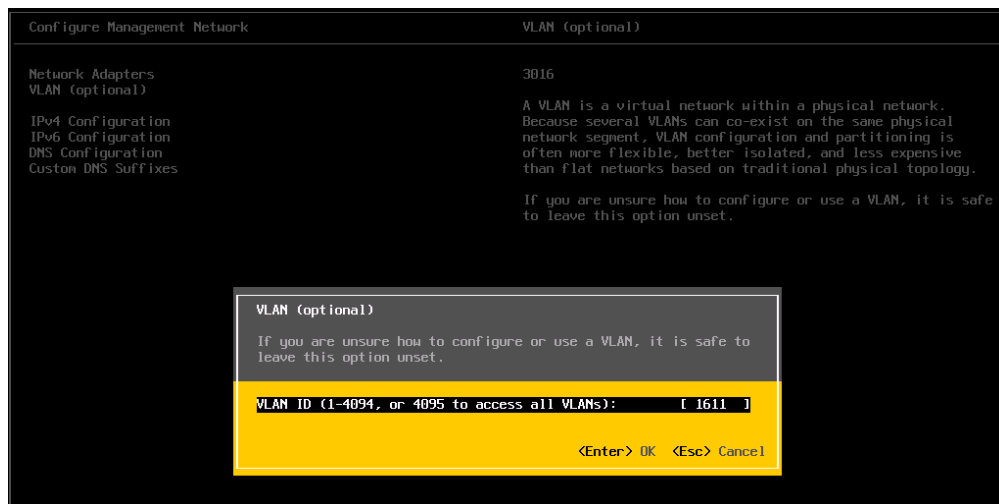 Configure Management Network
VLAN (optional)
Network Adapters
VLAN (optional)
IPv4 Configuration
IPv6 Configuration
DNS Configuration
Custom DNS Suffixes
3016
A VLAN is a virtual network within a physical network.
Because several VLANs can co-exist on the same physical
network segment, VLAN configuration and partitioning is
often more flexible, better isolated, and less expensive
than flat networks based on traditional physical topology.
If you are unsure how to configure or use a VLAN, it is safe
to leave this option unset.
VLAN (optional)
If you are unsure how to configure or use a VLAN, it is safe to
leave this option unset.
VLAN ID (1-4094, or 4095 to access all VLANs): [ 1611 ]
<Enter> OK <Esc> Cancel